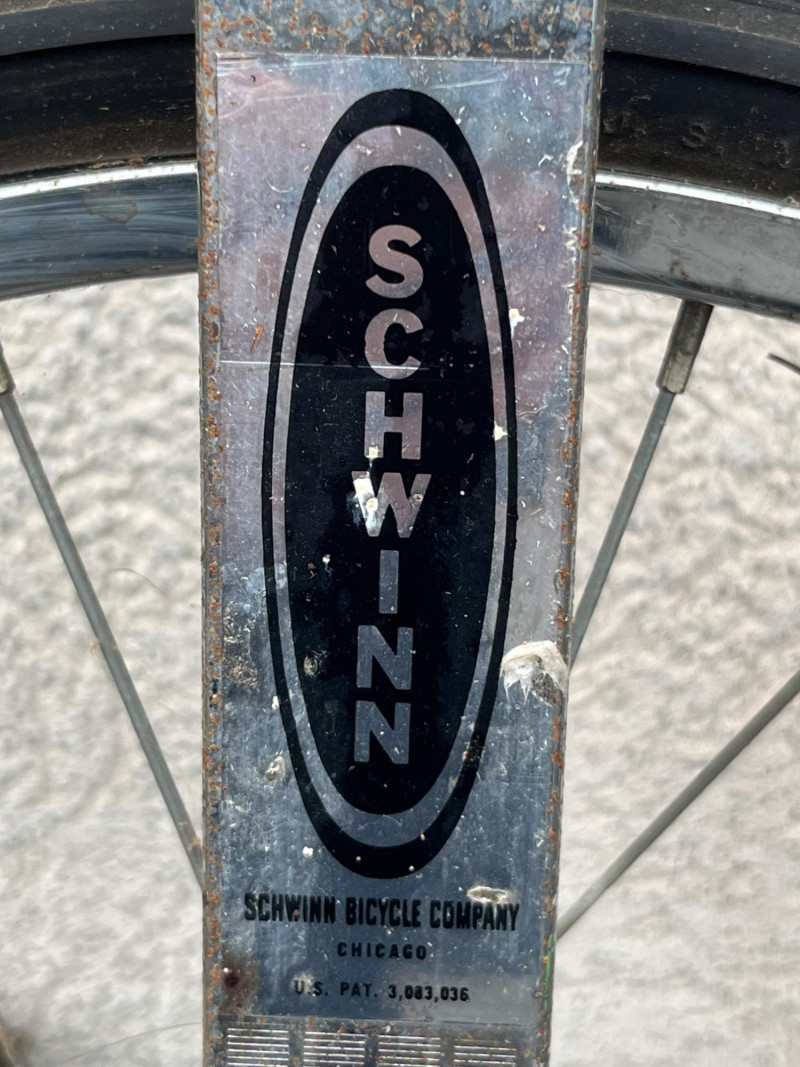 SCHWINN
SCHWINN BICYCLE COMPANY
CHICAGO
U.S. PAT. 3,083,036